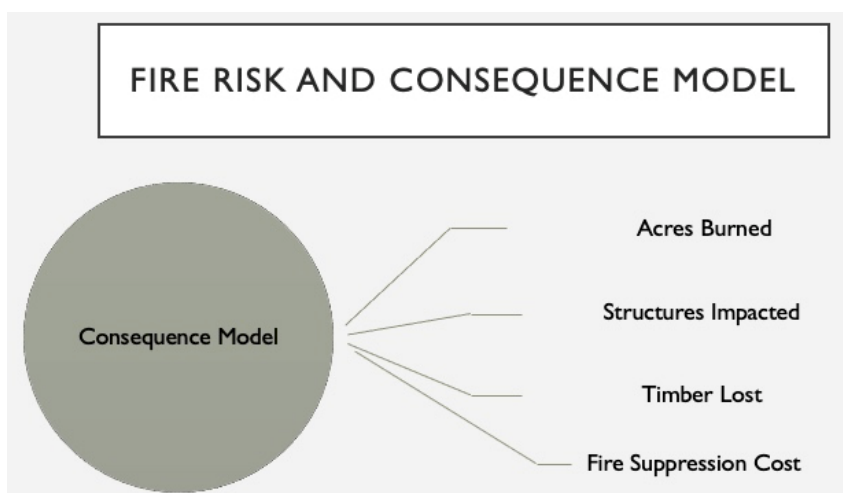 FIRE RISK AND CONSEQUENCE MODEL
Consequence Model
Acres Burned
Structures Impacted
Timber Lost
Fire Suppression Cost